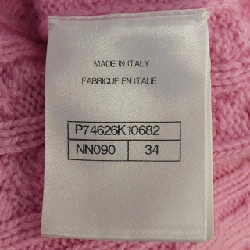 MADE IN ITALY
FABRIQUE EN ITALIE
P74626K10682
NN090 34